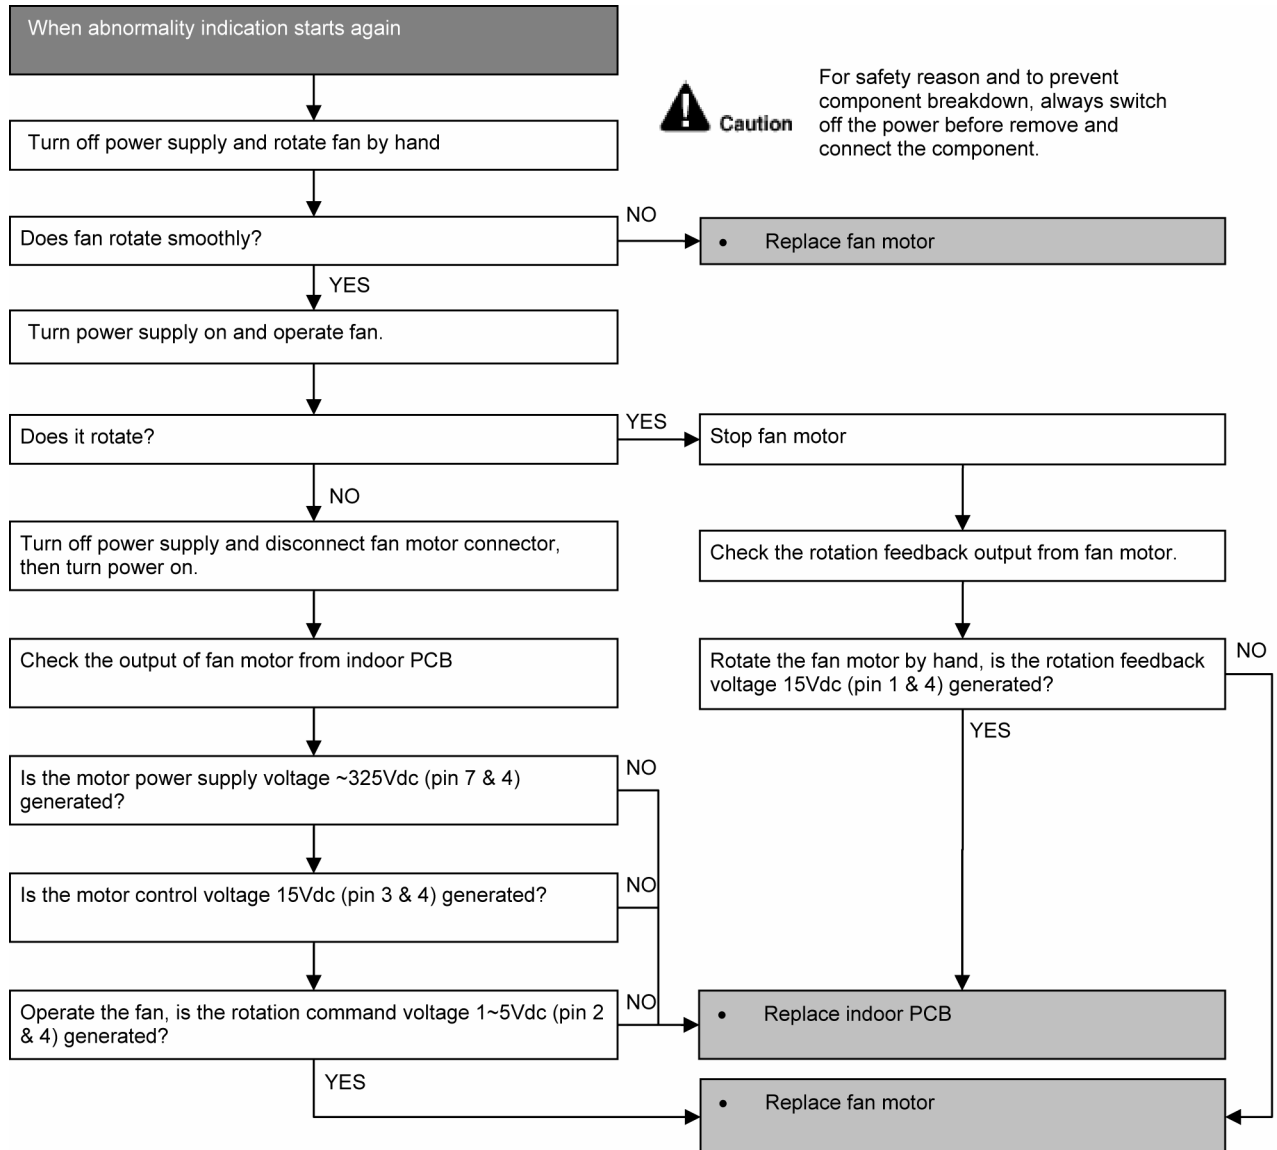 When abnormality indication starts again
For safety reason and to prevent
component breakdown, always switch
off the power before remove and
connect the component.
Caution
Turn off power supply and rotate fan by hand
Does fan rotate smoothly?
NO
• Replace fan motor
YES
Turn power supply on and operate fan.
Does it rotate?
YES
Stop fan motor
NO
Turn off power supply and disconnect fan motor connector,
then turn power on.
Check the rotation feedback output from fan motor.
Check the output of fan motor from indoor PCB
Rotate the fan motor by hand, is the rotation feedback
voltage 15Vdc (pin 1 & 4) generated?
NO
YES
Is the motor power supply voltage ~325Vdc (pin 7 & 4)
generated?
NO
Is the motor control voltage 15Vdc (pin 3 & 4) generated?
NO
Operate the fan, is the rotation command voltage 1~5Vdc (pin 2
& 4) generated?
NO
• Replace indoor PCB
YES
• Replace fan motor